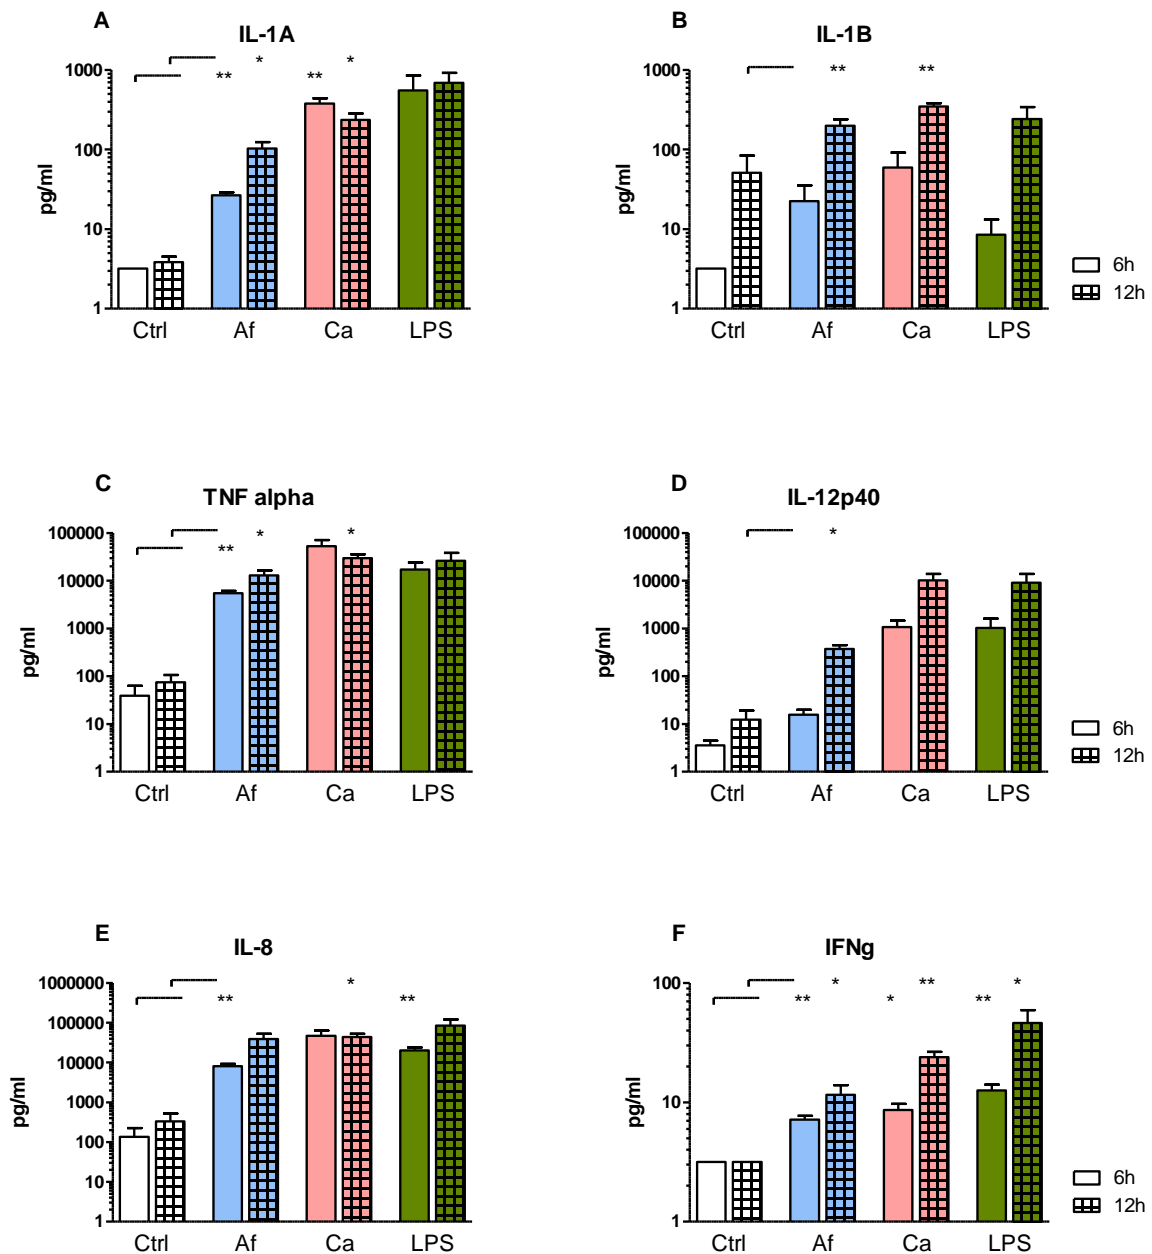 A
IL-1A
** * ** *
1000
100
10
1
pg/ml
Ctrl Af Ca LPS
B
IL-1B
** **
1000
100
10
1
pg/ml
Ctrl Af Ca LPS
6h
12h
C
TNF alpha
** * *
100000
10000
1000
100
10
1
pg/ml
Ctrl Af Ca LPS
D
IL-12p40
*
100000
10000
1000
100
10
1
pg/ml
Ctrl Af Ca LPS
6h
12h
E
IL-8
** * **
1000000
100000
10000
1000
100
10
1
pg/ml
Ctrl Af Ca LPS
F
IFNg
** * * ** ** *
100
10
1
pg/ml
Ctrl Af Ca LPS
6h
12h